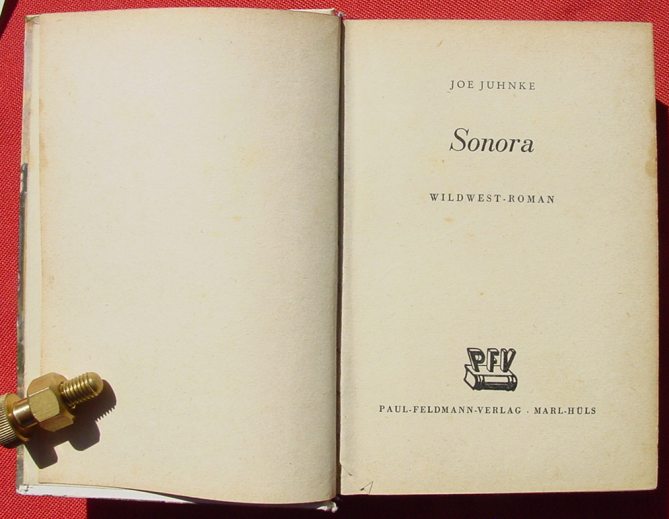 JOE JUHNKE
Sonora
WILDWEST-ROMAN
PFV
PAUL-FELDMANN-VERLAG · MARL-HÜLS